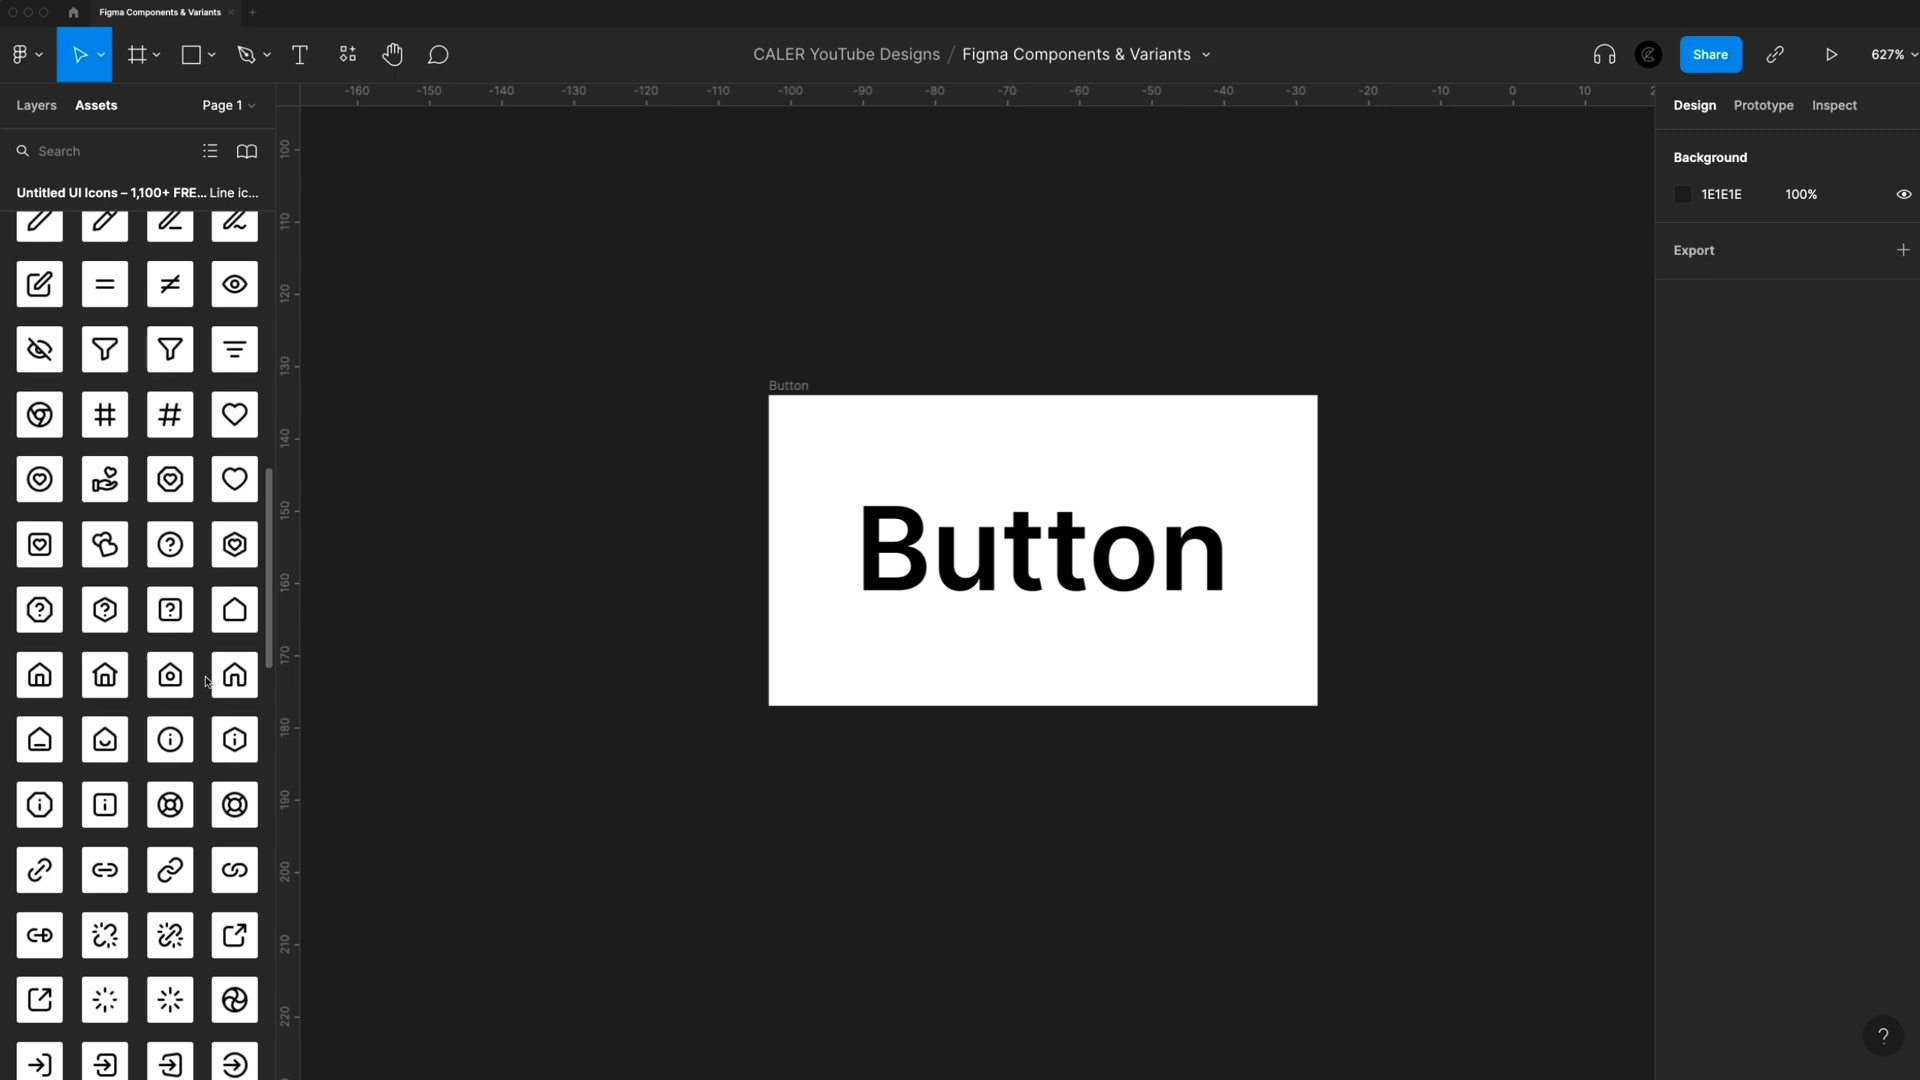 Figma Components & Variants
CALER YouTube Designs / Figma Components & Variants
Share
627%
Layers
Assets
Page 1
-160 -150 -140 -130 -120 -110 -100 -90 -80 -70 -60 -50 -40 -30 -20 -10 0 10
Design
Prototype
Inspect
Search
Background
Untitled UI Icons – 1,100+ FRE... Line ic...
1E1E1E
100%
Export
100
110
120
130
140
150
160
170
180
190
200
210
220
Button
Button